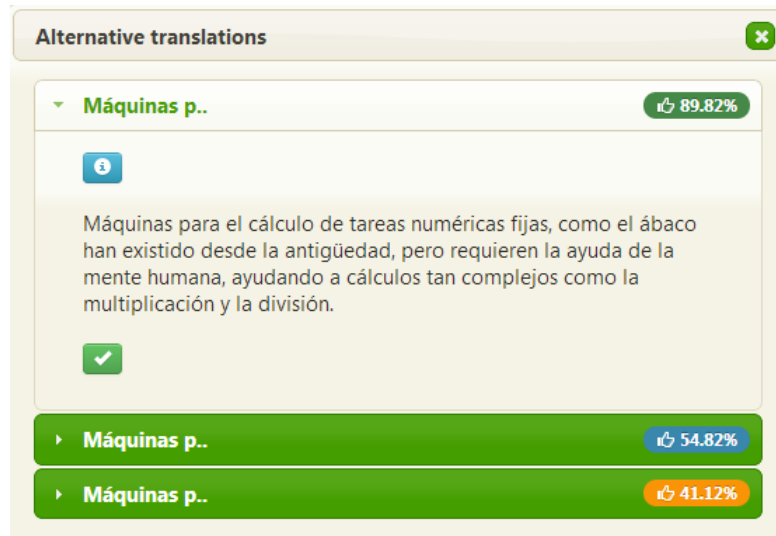 Alternative translations
Máquinas p..
89.82%
Máquinas para el cálculo de tareas numéricas fijas, como el ábaco
han existido desde la antigüedad, pero requieren la ayuda de la
mente humana, ayudando a cálculos tan complejos como la
multiplicación y la división.
Máquinas p..
54.82%
Máquinas p..
41.12%